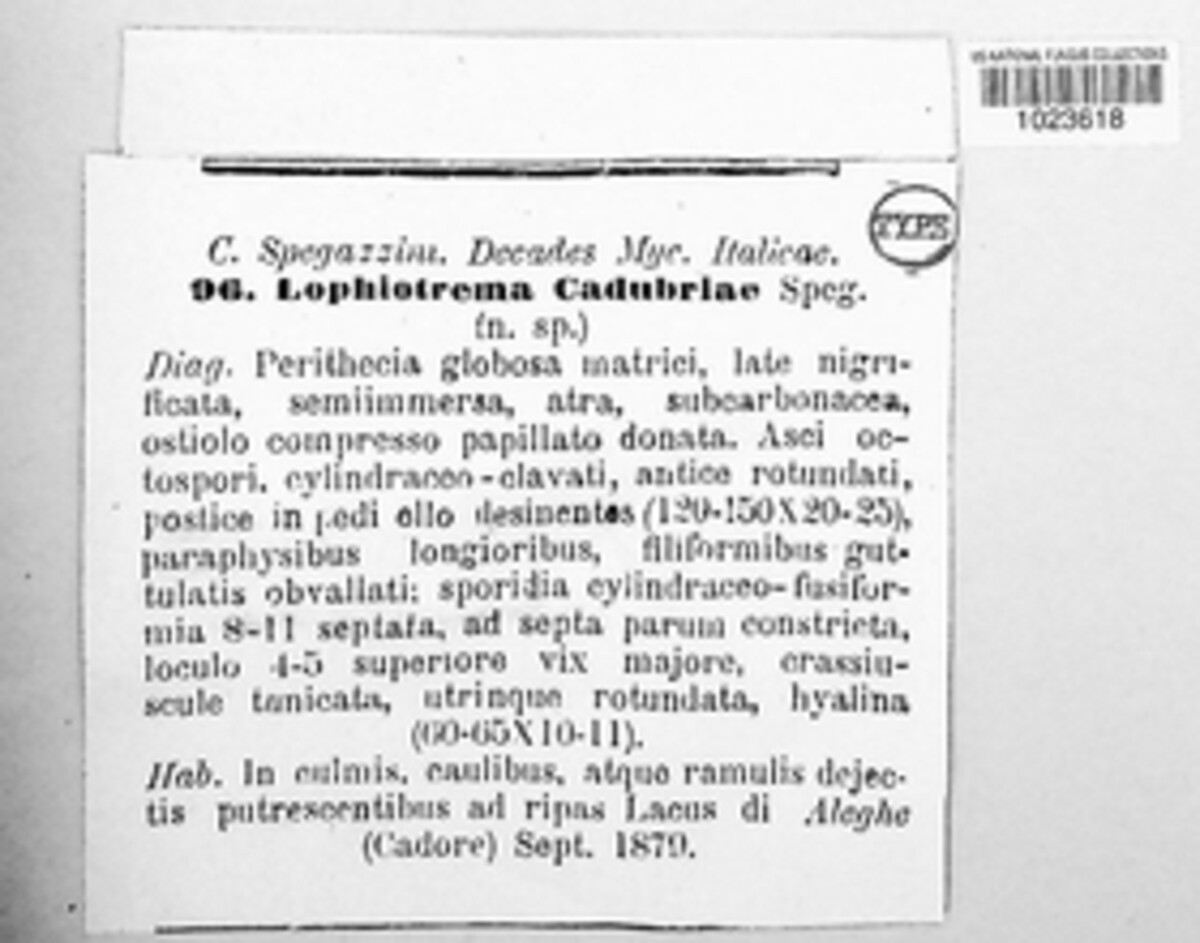 US NATIONAL FUNGUS COLLECTIONS
1023618
TYPE
C. Spegazzini. Decades Myc. Italicae.
96. Lophiotrema Cadubriae Speg.
(n. sp.)
Diag. Perithecia globosa matrici, late nigri-
ficata, semiimmersa, atra, subcarbonacea,
ostiolo compresso papillato donata. Asci oc-
tospori, cylindraceo-clavati, antice rotundati,
postice in pedi ello desinentes (120-150X20-25),
paraphysibus longioribus, filiformibus gut-
tulatis obvallati: sporidia cylindraceo-fusifor-
mia 8-11 septata, ad septa parum constricta,
loculo 4-5 superiore vix majore, crassiu-
scule tunicata, utrinque rotundata, hyalina
(60-65X10-11).
Hab. In culmis, caulibus, atque ramulis dejec-
tis putrescentibus ad ripas Lacus di Aleghe
(Cadore) Sept. 1879.